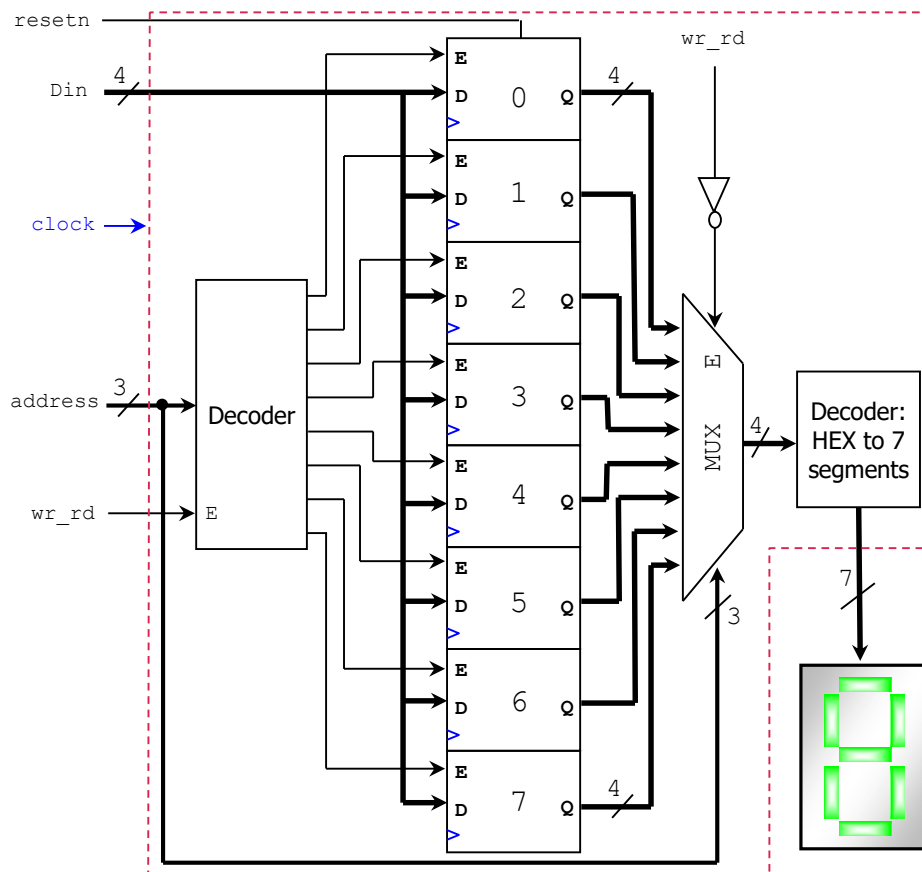 resetn
Din
4
clock
address
3
wr_rd
Decoder
E
E
D
0
Q
4
E
D
1
Q
E
D
2
Q
E
D
3
Q
E
D
4
Q
E
D
5
Q
E
D
6
Q
E
D
7
Q
4
wr_rd
E
MUX
3
4
Decoder:
HEX to 7
segments
7